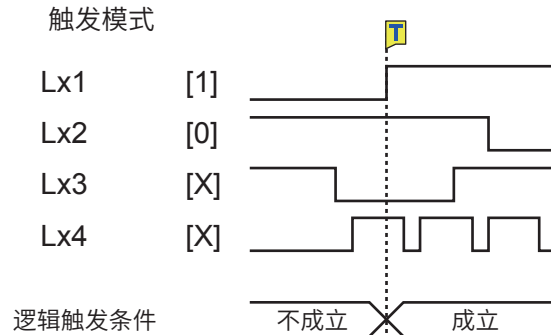 触发模式
T
Lx1 [1]
Lx2 [0]
Lx3 [X]
Lx4 [X]
逻辑触发条件 不成立 成立